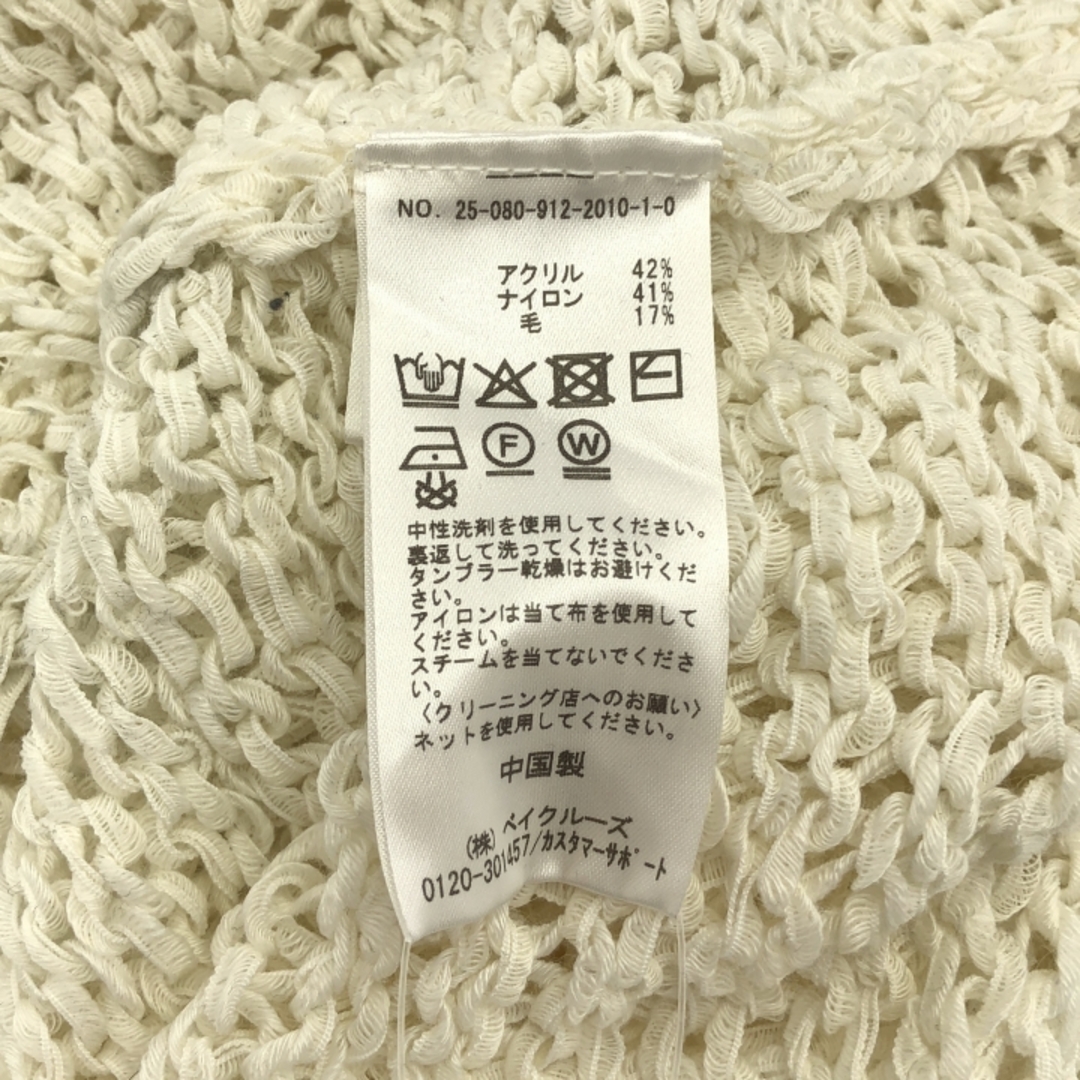 NO. 25-080-912-2010-1-0
アクリル 42%
ナイロン 41%
毛 17%
F W
中性洗剤を使用してください。
裏返して洗ってください。
タンブラー乾燥はお避けくだ
さい。
アイロンは当て布を使用して
ください。
スチームを当てないでくださ
い。
〈クリーニング店へのお願い〉
ネットを使用してください。
中国製
(株)ベイクルーズ
0120-301457/カスタマーサポート